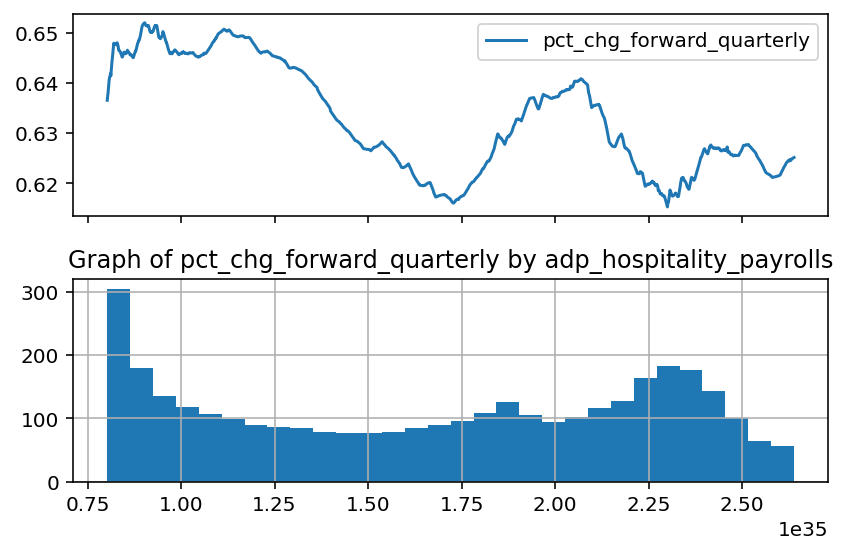 0.65
0.64
0.63
0.62
pct_chg_forward_quarterly
Graph of pct_chg_forward_quarterly by adp_hospitality_payrolls
300
200
100
0
0.75 1.00 1.25 1.50 1.75 2.00 2.25 2.50
1e35